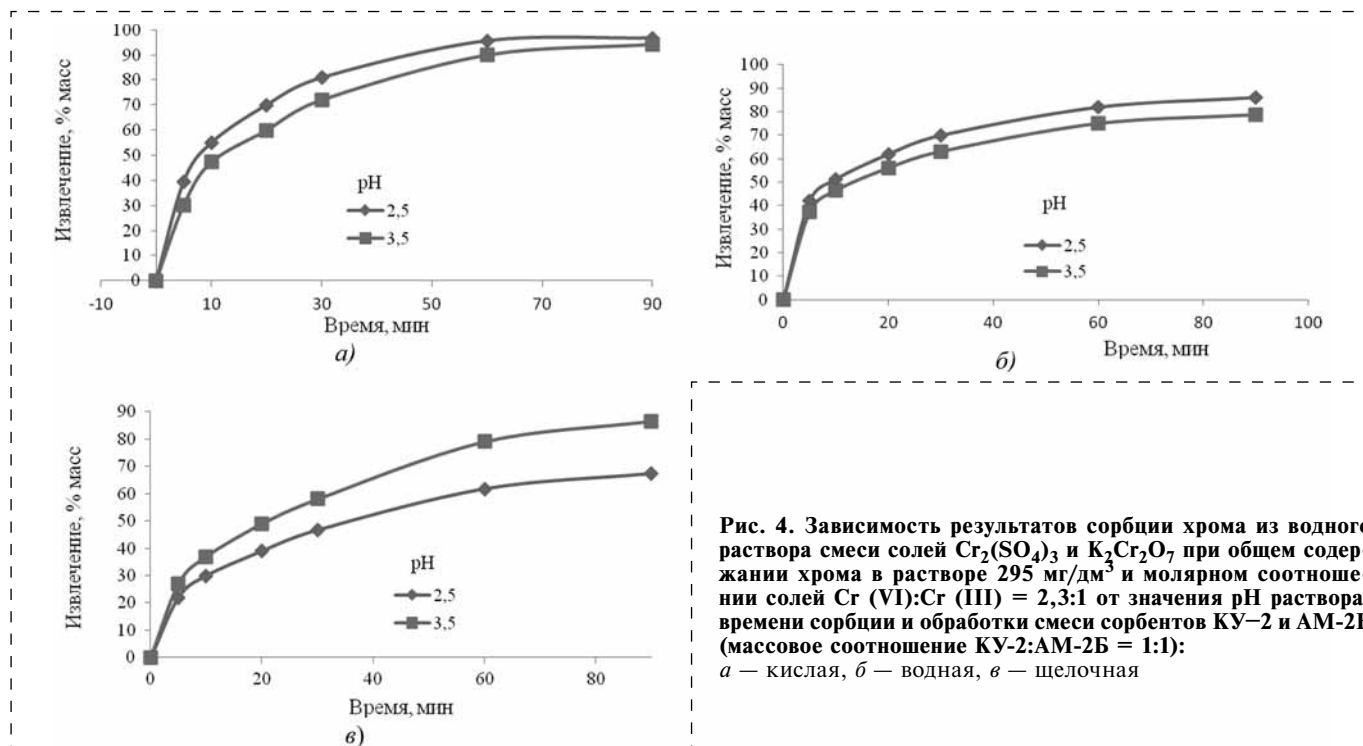 Извлечение, % масс
100
90
80
70
60
50
40
30
20
10
0
-10
10
30
50
70
90
pH
2,5
3,5
Время, мин
а)
Извлечение, % масс
100
90
80
70
60
50
40
30
20
10
0
0
20
40
60
80
100
pH
2,5
3,5
Время, мин
б)
Извлечение, % масс
90
80
70
60
50
40
30
20
10
0
0
20
40
60
80
pH
2,5
3,5
Время, мин
в)
Рис. 4. Зависимость результатов сорбции хрома из водного
раствора смеси солей Cr₂(SO₄)₃ и K₂Cr₂O₇ при общем содер-
жании хрома в растворе 295 мг/дм³ и молярном соотноше-
нии солей Cr (VI):Cr (III) = 2,3:1 от значения pH раствора,
времени сорбции и обработки смеси сорбентов КУ–2 и АМ-2Б
(массовое соотношение КУ-2:АМ-2Б = 1:1):
а — кислая, б — водная, в — щелочная